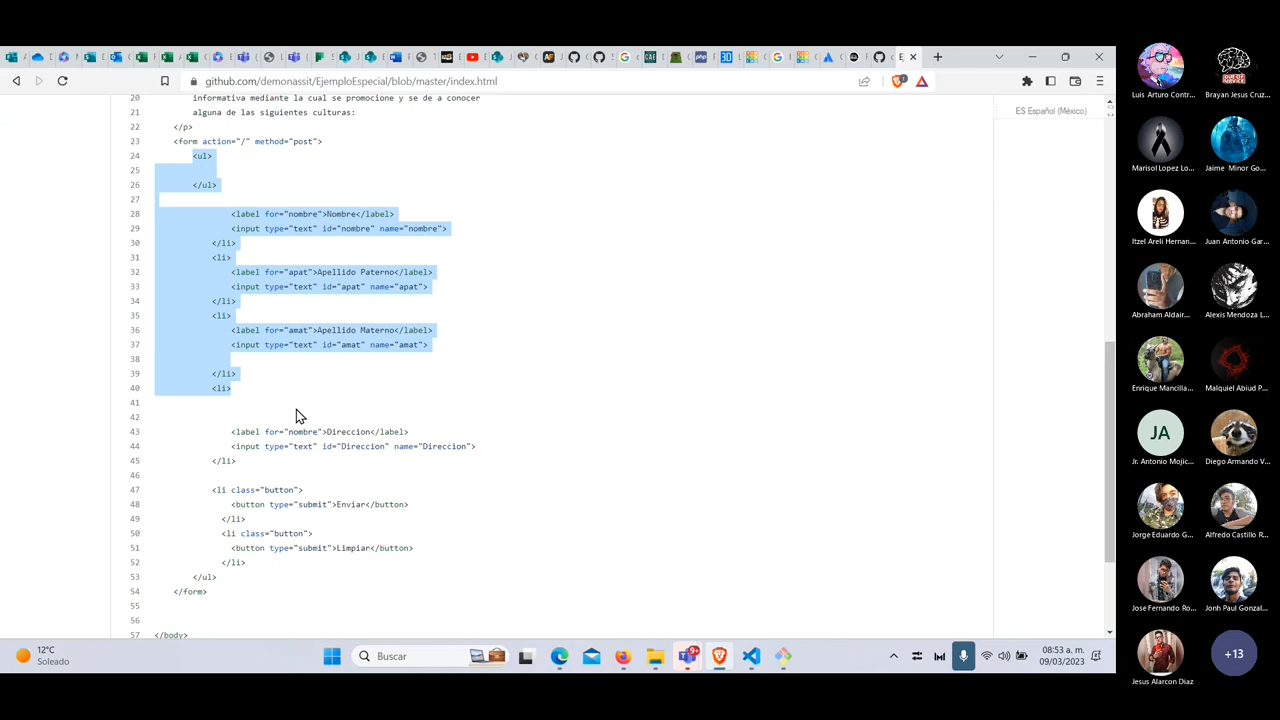 github.com/demonassit/EjemploEspecial/blob/master/index.html
ES Español (México)
20 informativa mediante la cual se promocione y se de a conocer
21 alguna de las siguientes culturas:
22 </p>
23 <form action="/" method="post">
24 <ul>
25
26 </ul>
27
28 <label for="nombre">Nombre</label>
29 <input type="text" id="nombre" name="nombre">
30 </li>
31 <li>
32 <label for="apat">Apellido Paterno</label>
33 <input type="text" id="apat" name="apat">
34 </li>
35 <li>
36 <label for="amat">Apellido Materno</label>
37 <input type="text" id="amat" name="amat">
38
39 </li>
40 <li>
41
42
43 <label for="nombre">Direccion</label>
44 <input type="text" id="Direccion" name="Direccion">
45 </li>
46
47 <li class="button">
48 <button type="submit">Enviar</button>
49 </li>
50 <li class="button">
51 <button type="submit">Limpiar</button>
52 </li>
53 </ul>
54 </form>
55
56
57 </body>
12°C
Soleado
Buscar
9+
08:53 a. m.
09/03/2023
Luis Arturo Contr...
Brayan Jesus Cruz...
Marisol Lopez Lo...
Jaime Minor Go...
Itzel Areli Hernan...
Juan Antonio Gar...
Abraham Aldair...
Alexis Mendoza L...
Enrique Mancilla...
Malquiel Abiud P...
JA
Jr. Antonio Mojic...
Diego Armando V...
Jorge Eduardo G...
Alfredo Castillo R...
Jose Fernando Ro...
Jonh Paul Gonzal...
Jesus Alarcon Diaz
+13